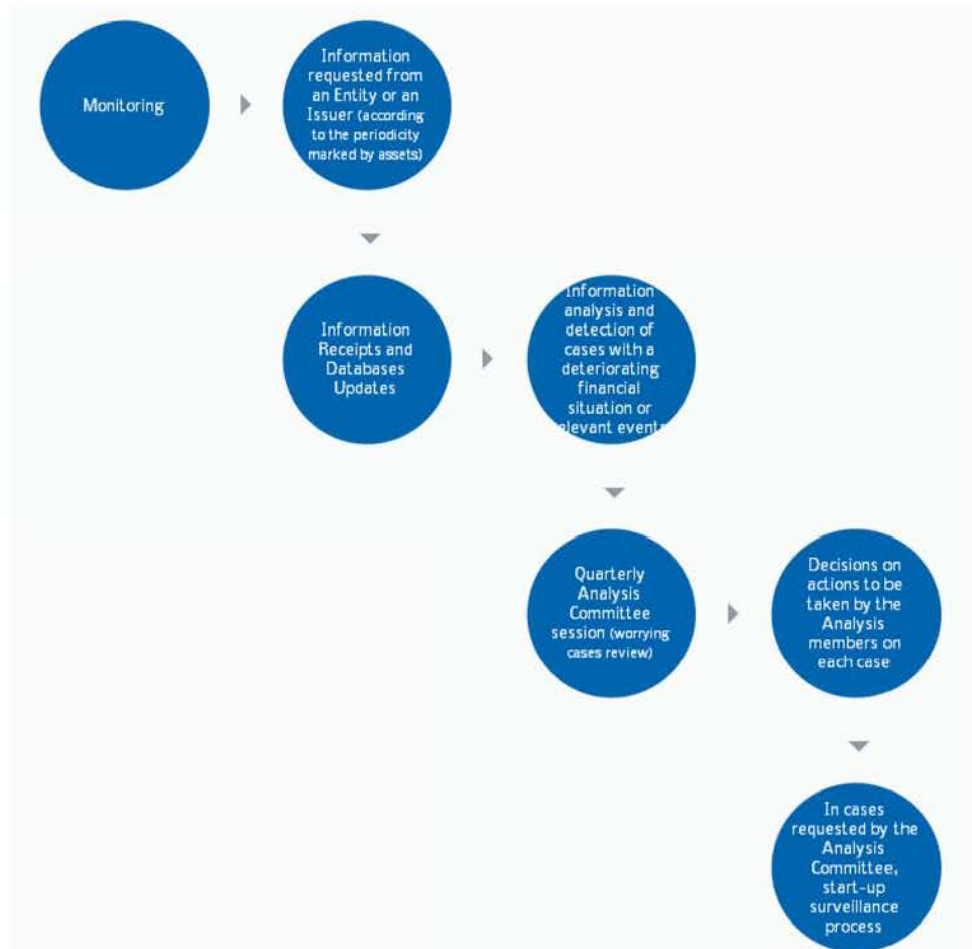 Monitoring
Information
requested from
an Entity or an
Issuer (according
to the periodicity
marked by assets)
Information
Receipts and
Databases
Updates
Information
analysis and
detection of
cases with a
deteriorating
financial
situation or
relevant events
Quarterly
Analysis
Committee
session (worrying
cases review)
Decisions on
actions to be
taken by the
Analysis
members on
each case
In cases
requested by the
Analysis
Committee,
start-up
surveillance
process